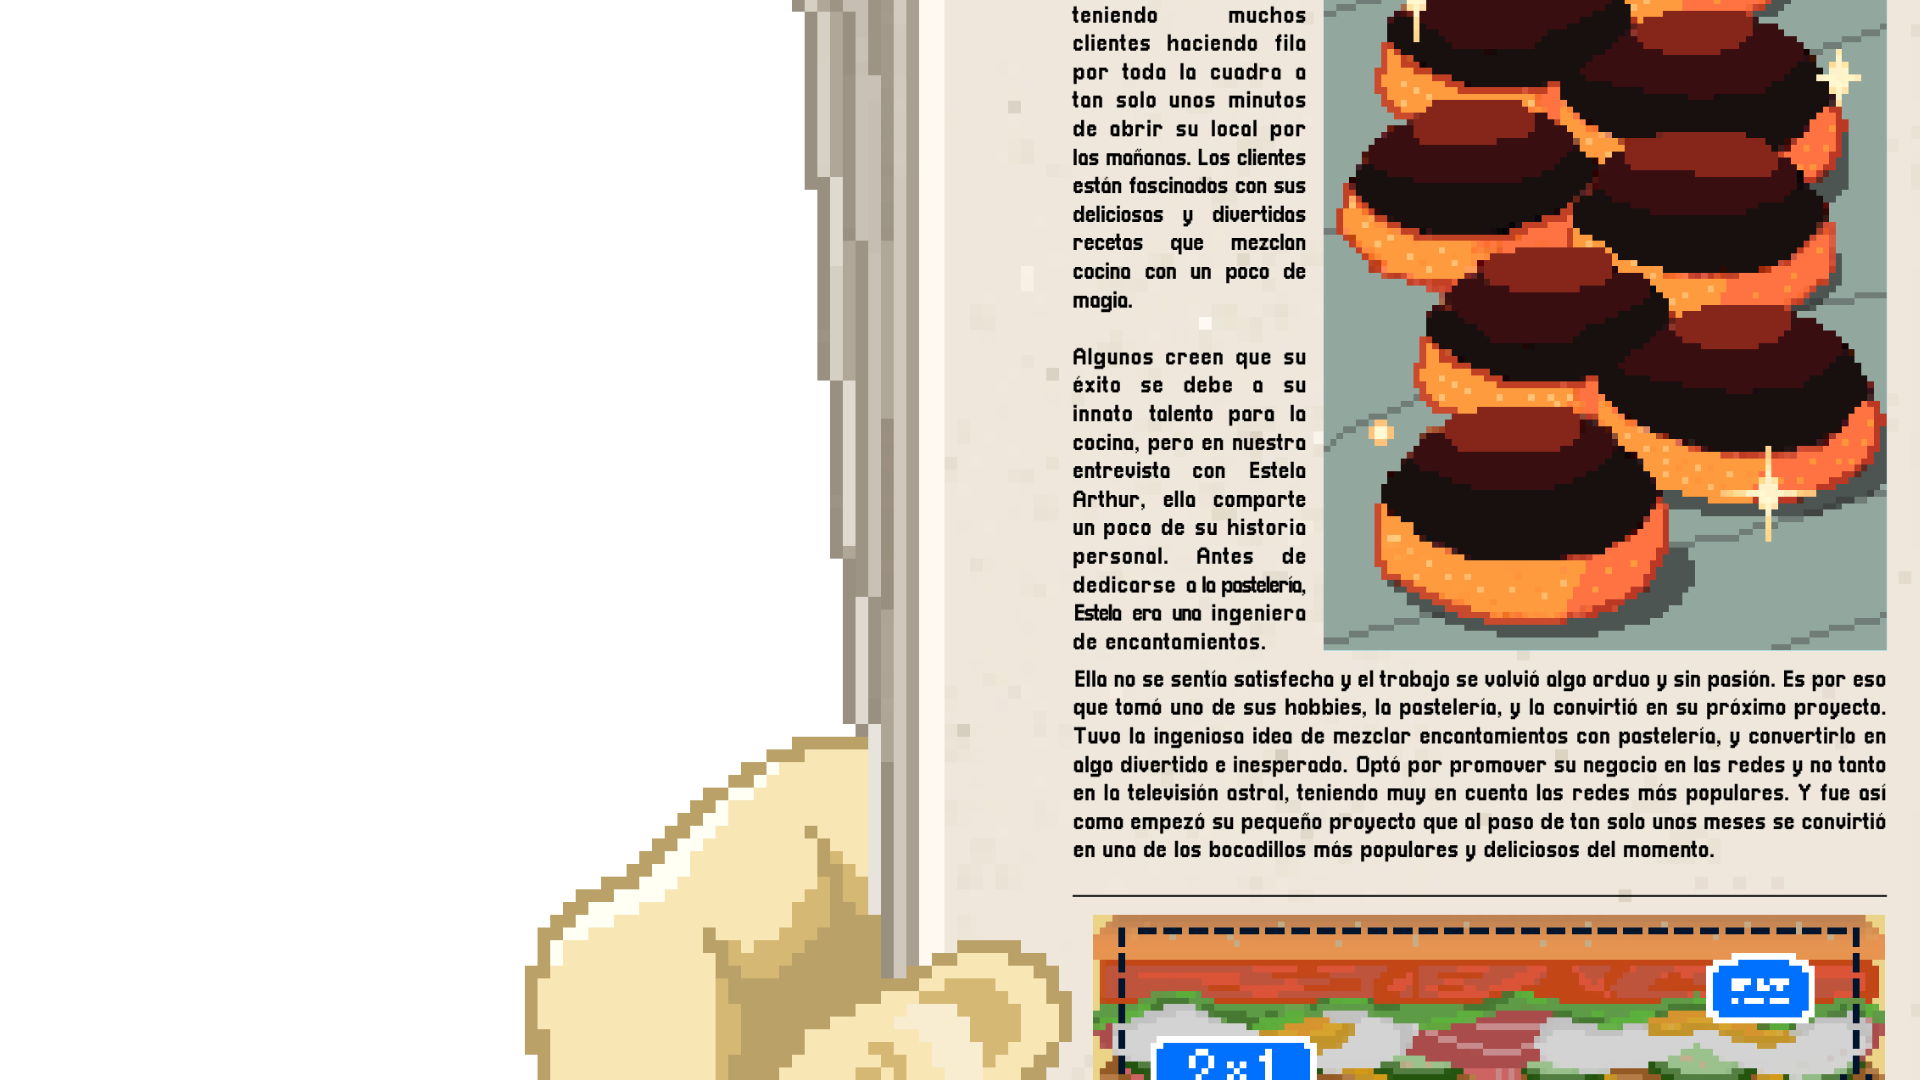 teniendo muchos
clientes haciendo fila
por toda la cuadra a
tan solo unos minutos
de abrir su local por
las mañanas. Los clientes
están fascinados con sus
deliciosas y divertidas
recetas que mezclan
cocina con un poco de
magia.
Algunos creen que su
éxito se debe a su
innato talento para la
cocina, pero en nuestra
entrevista con Estela
Arthur, ella comparte
un poco de su historia
personal. Antes de
dedicarse a la pastelería,
Estela era una ingeniera
de encantamientos.
Ella no se sentía satisfecha y el trabajo se volvió algo arduo y sin pasión. Es por eso
que tomó uno de sus hobbies, la pastelería, y la convirtió en su próximo proyecto.
Tuvo la ingeniosa idea de mezclar encantamientos con pastelería, y convertirlo en
algo divertido e inesperado. Optó por promover su negocio en las redes y no tanto
en la televisión astral, teniendo muy en cuenta las redes más populares. Y fue así
como empezó su pequeño proyecto que al paso de tan solo unos meses se convirtió
en una de los bocadillos más populares y deliciosos del momento.
2x1